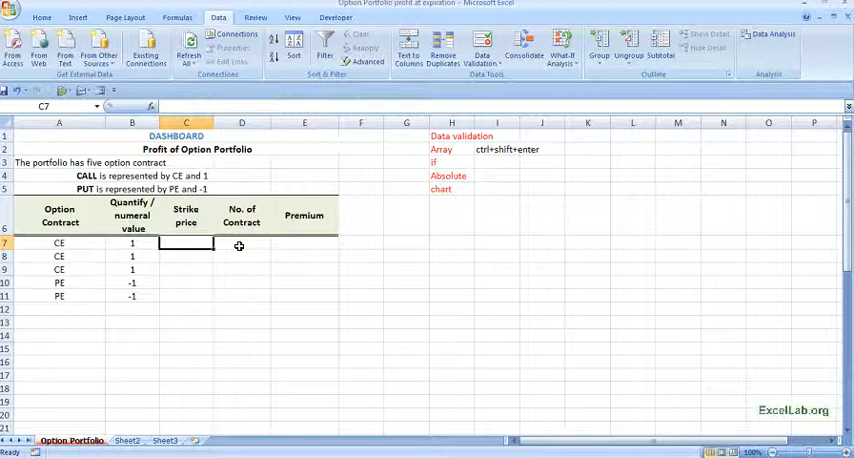 Option Portfolio profit at expiration - Microsoft Excel
Home Insert Page Layout Formulas Data Review View Developer
From Access
From Web
From Text
From Other Sources
Existing Connections
Get External Data
Refresh All
Connections
Properties
Edit Links
Connections
Sort
Filter
Clear
Reapply
Advanced
Sort & Filter
Text to Columns
Remove Duplicates
Data Validation
Consolidate
What-If Analysis
Data Tools
Group
Ungroup
Subtotal
Show Detail
Hide Detail
Outline
Data Analysis
Analysis
C7 fx
A B C D E F G H I J K L M N O P
1 DASHBOARD Data validation
2 Profit of Option Portfolio Array ctrl+shift+enter
3 The portfolio has five option contract if
4 CALL is represented by CE and 1 Absolute
5 PUT is represented by PE and -1 chart
6 Option Contract Quantify / numeral value Strike price No. of Contract Premium
7 CE 1
8 CE 1
9 CE 1
10 PE -1
11 PE -1
12
13
14
15
16
17
18
19
20
21
ExcelLab.org
Option Portfolio Sheet2 Sheet3
Ready 100%